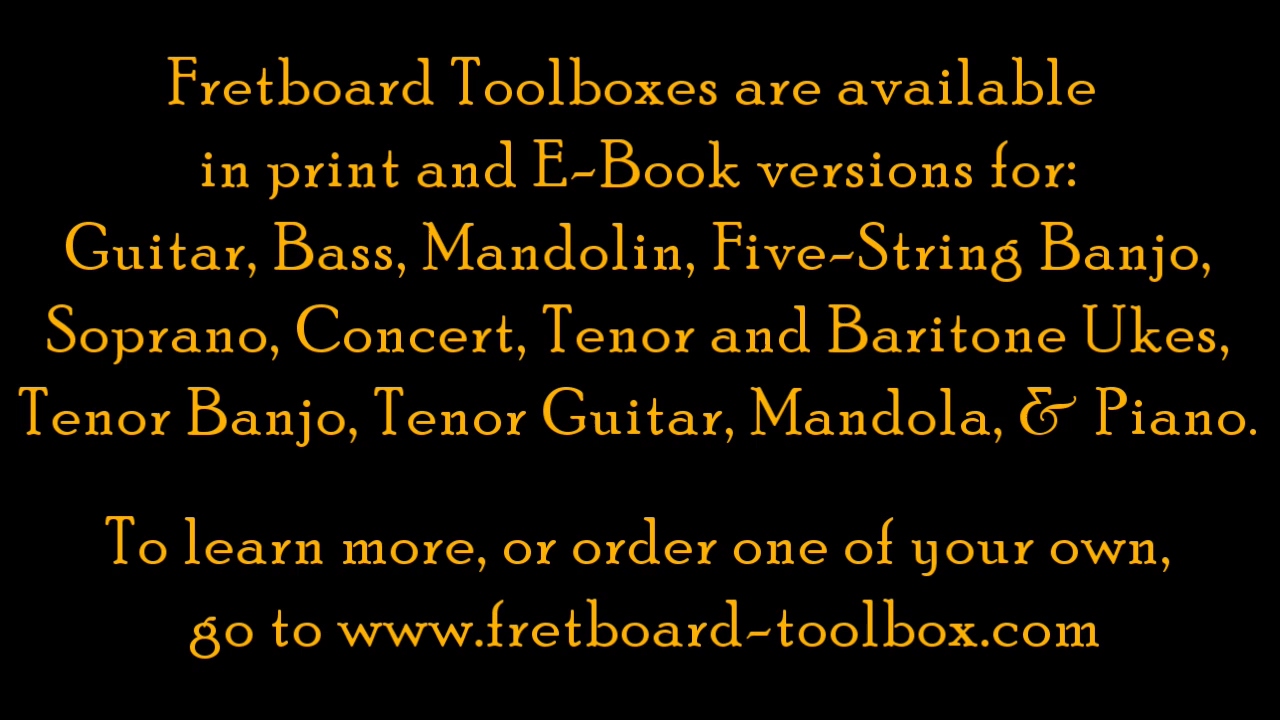 Fretboard Toolboxes are available
in print and E-Book versions for:
Guitar, Bass, Mandolin, Five-String Banjo,
Soprano, Concert, Tenor and Baritone Ukes,
Tenor Banjo, Tenor Guitar, Mandola, & Piano.
To learn more, or order one of your own,
go to www.fretboard-toolbox.com